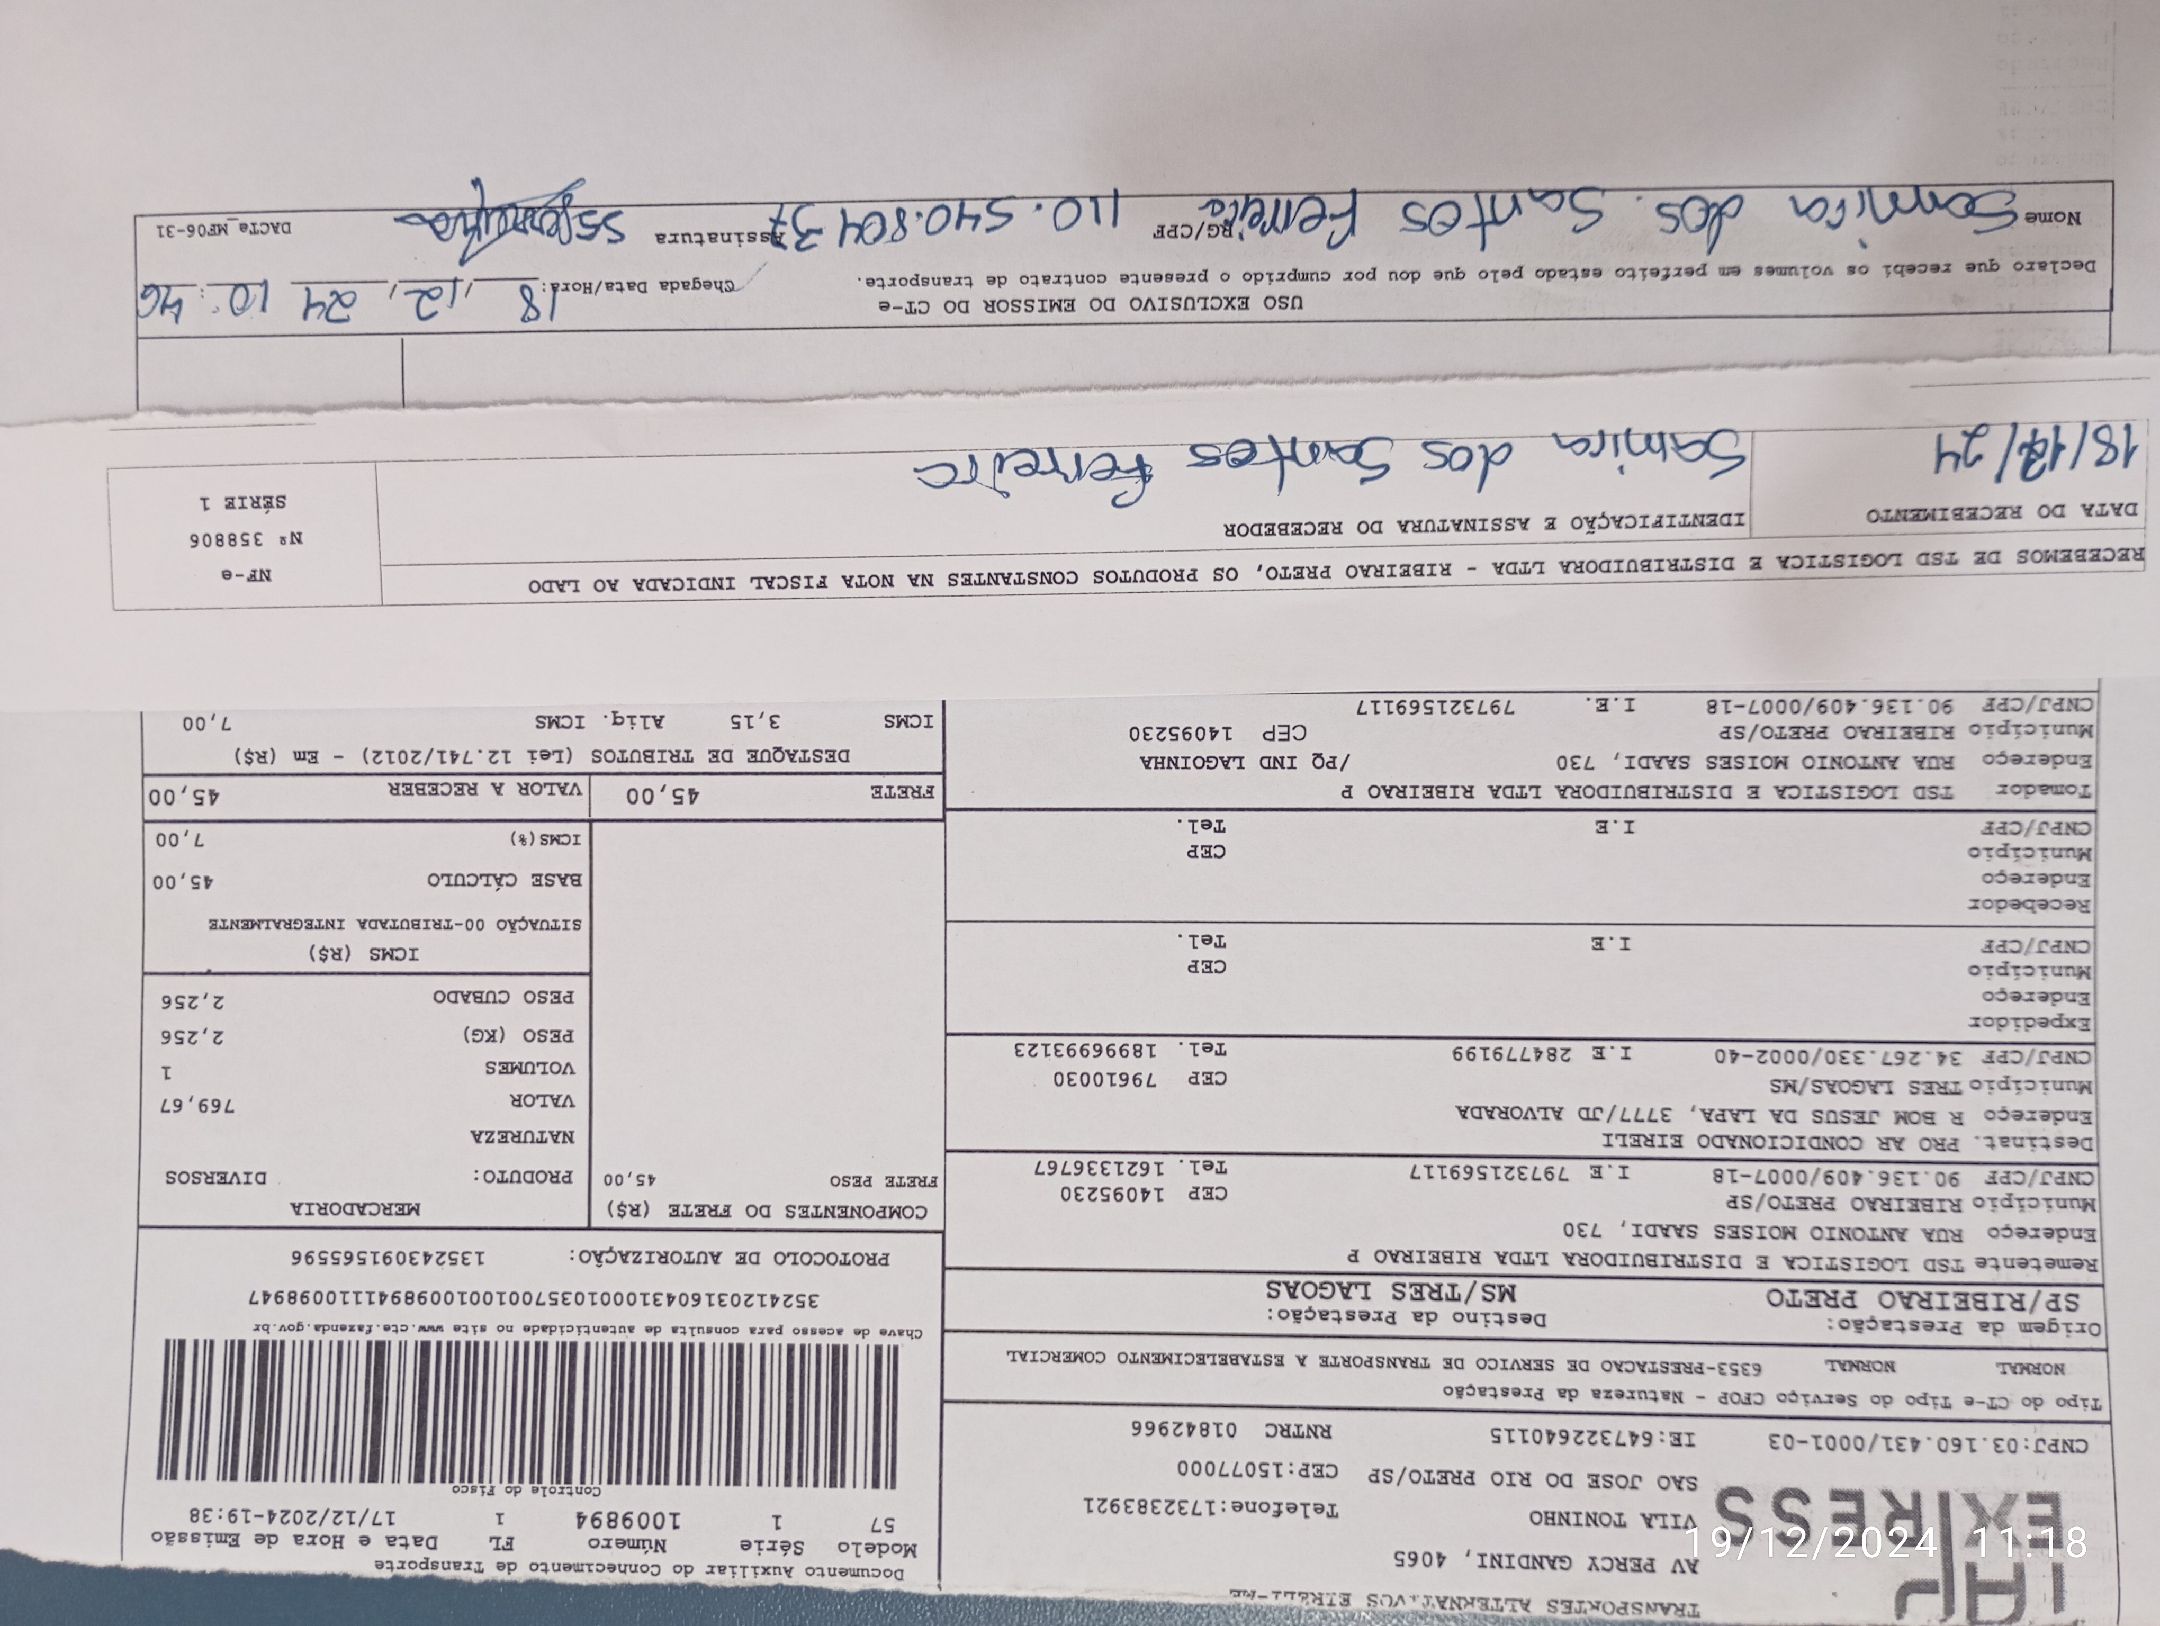 TAP
EXPRESS
TRANSPORTES ALTERNATIVOS EIRELI-ME
AV PERCY GANDINI, 4065
VILA TONINHO Telefone:1732383921
SAO JOSE DO RIO PRETO/SP CEP:15077000
CNPJ:03.160.431/0001-03 IE:647322640115 RNTRC 01842966
Documento Auxiliar do Conhecimento de Transporte
Modelo Série Número FL Data e Hora de Emissão
57 1 1009894 1 17/12/2024-19:38
Controle do Fisco
Chave de acesso para consulta de autenticidade no site www.cte.fazenda.gov.br
35241203160431000103570010010098941110098947
PROTOCOLO DE AUTORIZAÇÃO: 135243091565596
Tipo do CT-e Tipo do Serviço CFOP - Natureza da Prestação
NORMAL NORMAL 6353-PRESTACAO DE SERVICO DE TRANSPORTE A ESTABELECIMENTO COMERCIAL
Origem da Prestação: Destino da Prestação:
SP/RIBEIRAO PRETO MS/TRES LAGOAS
Remetente TSD LOGISTICA E DISTRIBUIDORA LTDA RIBEIRAO P
Endereço RUA ANTONIO MOISES SAADI, 730
Município RIBEIRAO PRETO/SP CEP 14095230
CNPJ/CPF 90.136.409/0007-18 I.E 797321569117 Tel. 1621336767
Destinat. PRO AR CONDICIONADO EIRELI
Endereço R BOM JESUS DA LAPA, 3777/JD ALVORADA
Município TRES LAGOAS/MS CEP 79610030
CNPJ/CPF 34.267.330/0002-40 I.E 284779199 Tel. 18996993123
Expedidor
Endereço
Município CEP
CNPJ/CPF I.E Tel.
Recebedor
Endereço
Município CEP
CNPJ/CPF I.E Tel.
Tomador TSD LOGISTICA E DISTRIBUIDORA LTDA RIBEIRAO P
Endereço RUA ANTONIO MOISES SAADI, 730 /PQ IND LAGOINHA
Município RIBEIRAO PRETO/SP CEP 14095230
CNPJ/CPF 90.136.409/0007-18 I.E. 797321569117
COMPONENTES DO FRETE (R$)
FRETE PESO 45,00
MERCADORIA
PRODUTO: DIVERSOS
NATUREZA
VALOR 769,67
VOLUMES 1
PESO (KG) 2,256
PESO CUBADO 2,256
ICMS (R$)
SITUAÇÃO 00-TRIBUTADA INTEGRALMENTE
BASE CÁLCULO 45,00
ICMS(%) 7,00
FRETE 45,00 VALOR A RECEBER 45,00
DESTAQUE DE TRIBUTOS (Lei 12.741/2012) - Em (R$)
ICMS 3,15 Aliq. ICMS 7,00
RECEBEMOS DE TSD LOGISTICA E DISTRIBUIDORA LTDA - RIBEIRAO PRETO, OS PRODUTOS CONSTANTES NA NOTA FISCAL INDICADA AO LADO
NF-e
Nº 358806
SÉRIE 1
DATA DO RECEBIMENTO IDENTIFICAÇÃO E ASSINATURA DO RECEBEDOR
18/12/24 Samira dos Santos Ferreira
USO EXCLUSIVO DO EMISSOR DO CT-e
Declaro que recebi os volumes em perfeito estado pelo que dou por cumprido o presente contrato de transporte.
Chegada Data/Hora: 18, 12, 24 10:46
Nome Samira dos Santos Ferreira RG/CPF 110.540.804 37 Assinatura
DACTe_MF06-31
19/12/2024 11:18